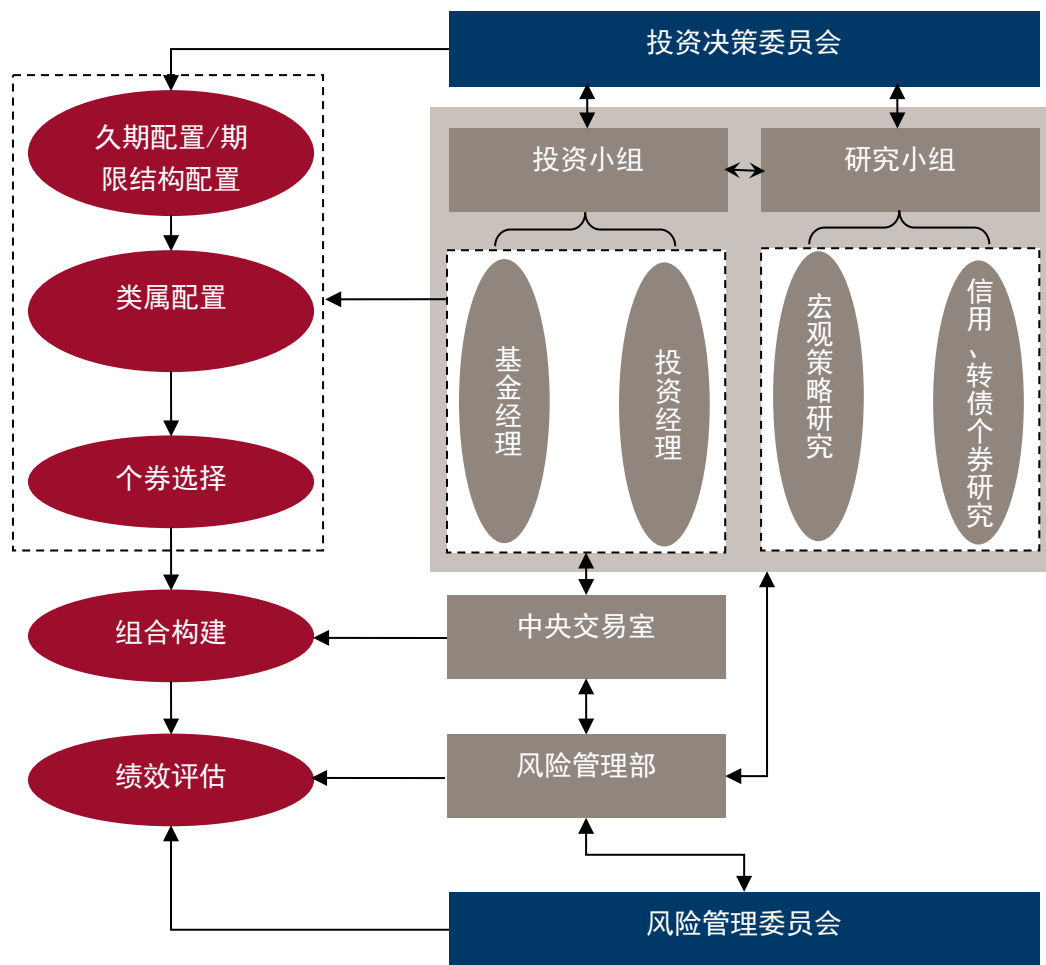 投资决策委员会
久期配置/期
限结构配置
投资小组
研究小组
类属配置
基金经理
投资经理
宏观策略研究
信用、转债个券研究
个券选择
组合构建
中央交易室
绩效评估
风险管理部
风险管理委员会